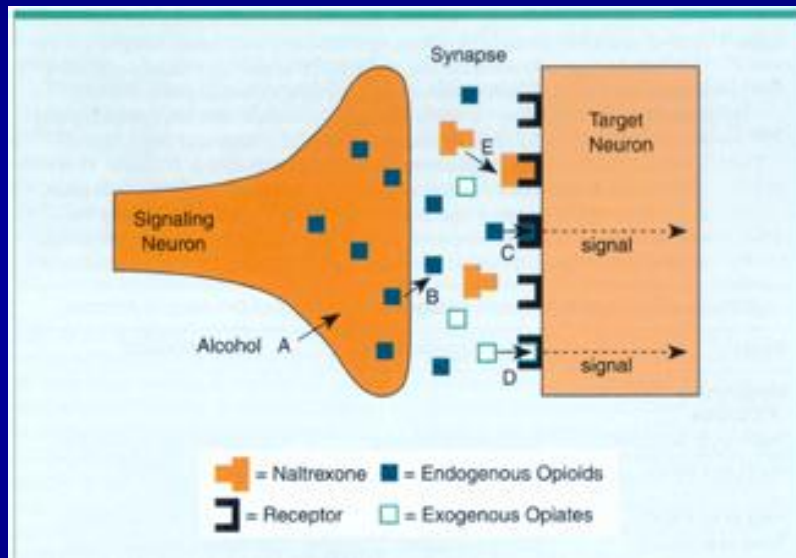 Synapse
Target
Neuron
E
Signaling
Neuron
C
signal
B
Alcohol A
D
signal
= Naltrexone
= Endogenous Opioids
= Receptor
= Exogenous Opiates